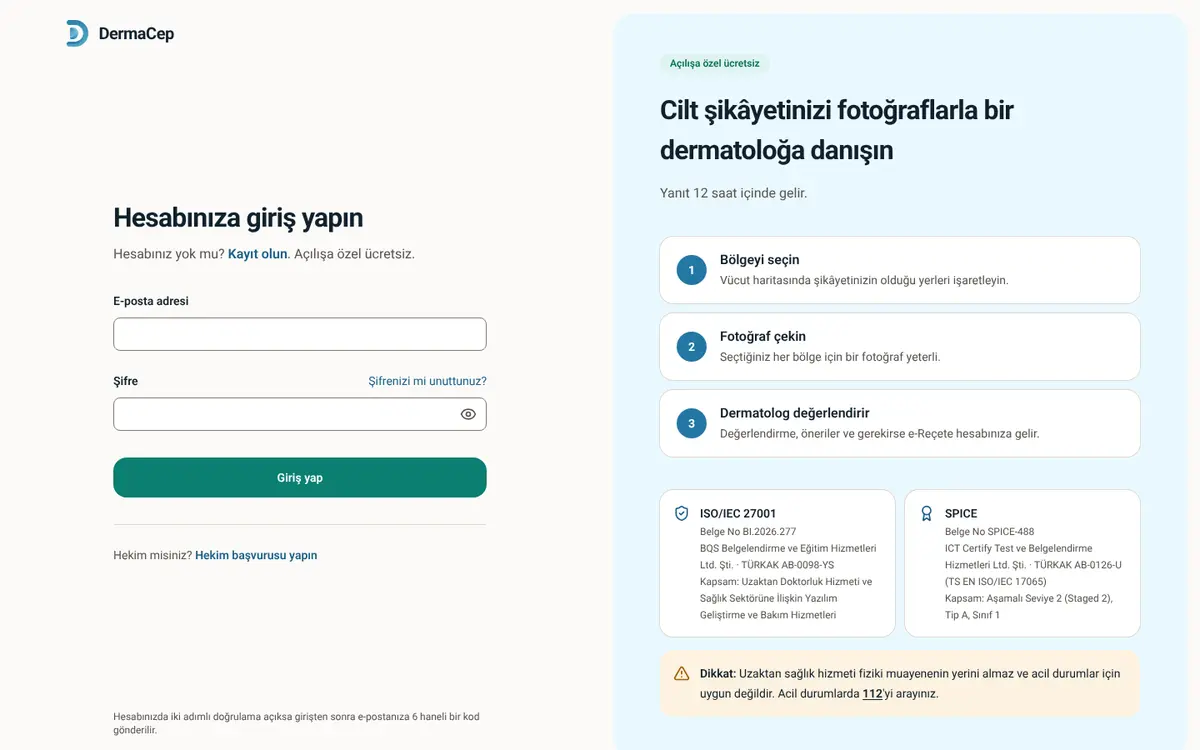 DermaCep
Hesabınıza giriş yapın
Hesabınız yok mu? Kayıt olun. Açılışa özel ücretsiz.
E-posta adresi
Şifre
Şifrenizi mi unuttunuz?
Giriş yap
Hekim misiniz? Hekim başvurusu yapın
Hesabınızda iki adımlı doğrulama açıksa girişten sonra e-postanıza 6 haneli bir kod
gönderilir.
Açılışa özel ücretsiz
Cilt şikâyetinizi fotoğraflarla bir
dermatoloğa danışın
Yanıt 12 saat içinde gelir.
1
Bölgeyi seçin
Vücut haritasında şikâyetinizin olduğu yerleri işaretleyin.
2
Fotoğraf çekin
Seçtiğiniz her bölge için bir fotoğraf yeterli.
3
Dermatolog değerlendirir
Değerlendirme, öneriler ve gerekirse e-Reçete hesabınıza gelir.
ISO/IEC 27001
Belge No BI.2026.277
BQS Belgelendirme ve Eğitim Hizmetleri
Ltd. Şti. · TÜRKAK AB-0098-YS
Kapsam: Uzaktan Doktorluk Hizmeti ve
Sağlık Sektörüne İlişkin Yazılım
Geliştirme ve Bakım Hizmetleri
SPICE
Belge No SPICE-488
ICT Certify Test ve Belgelendirme
Hizmetleri Ltd. Şti. · TÜRKAK AB-0126-U
(TS EN ISO/IEC 17065)
Kapsam: Aşamalı Seviye 2 (Staged 2),
Tip A, Sınıf 1
Dikkat: Uzaktan sağlık hizmeti fiziki muayenenin yerini almaz ve acil durumlar için
uygun değildir. Acil durumlarda 112'yi arayınız.